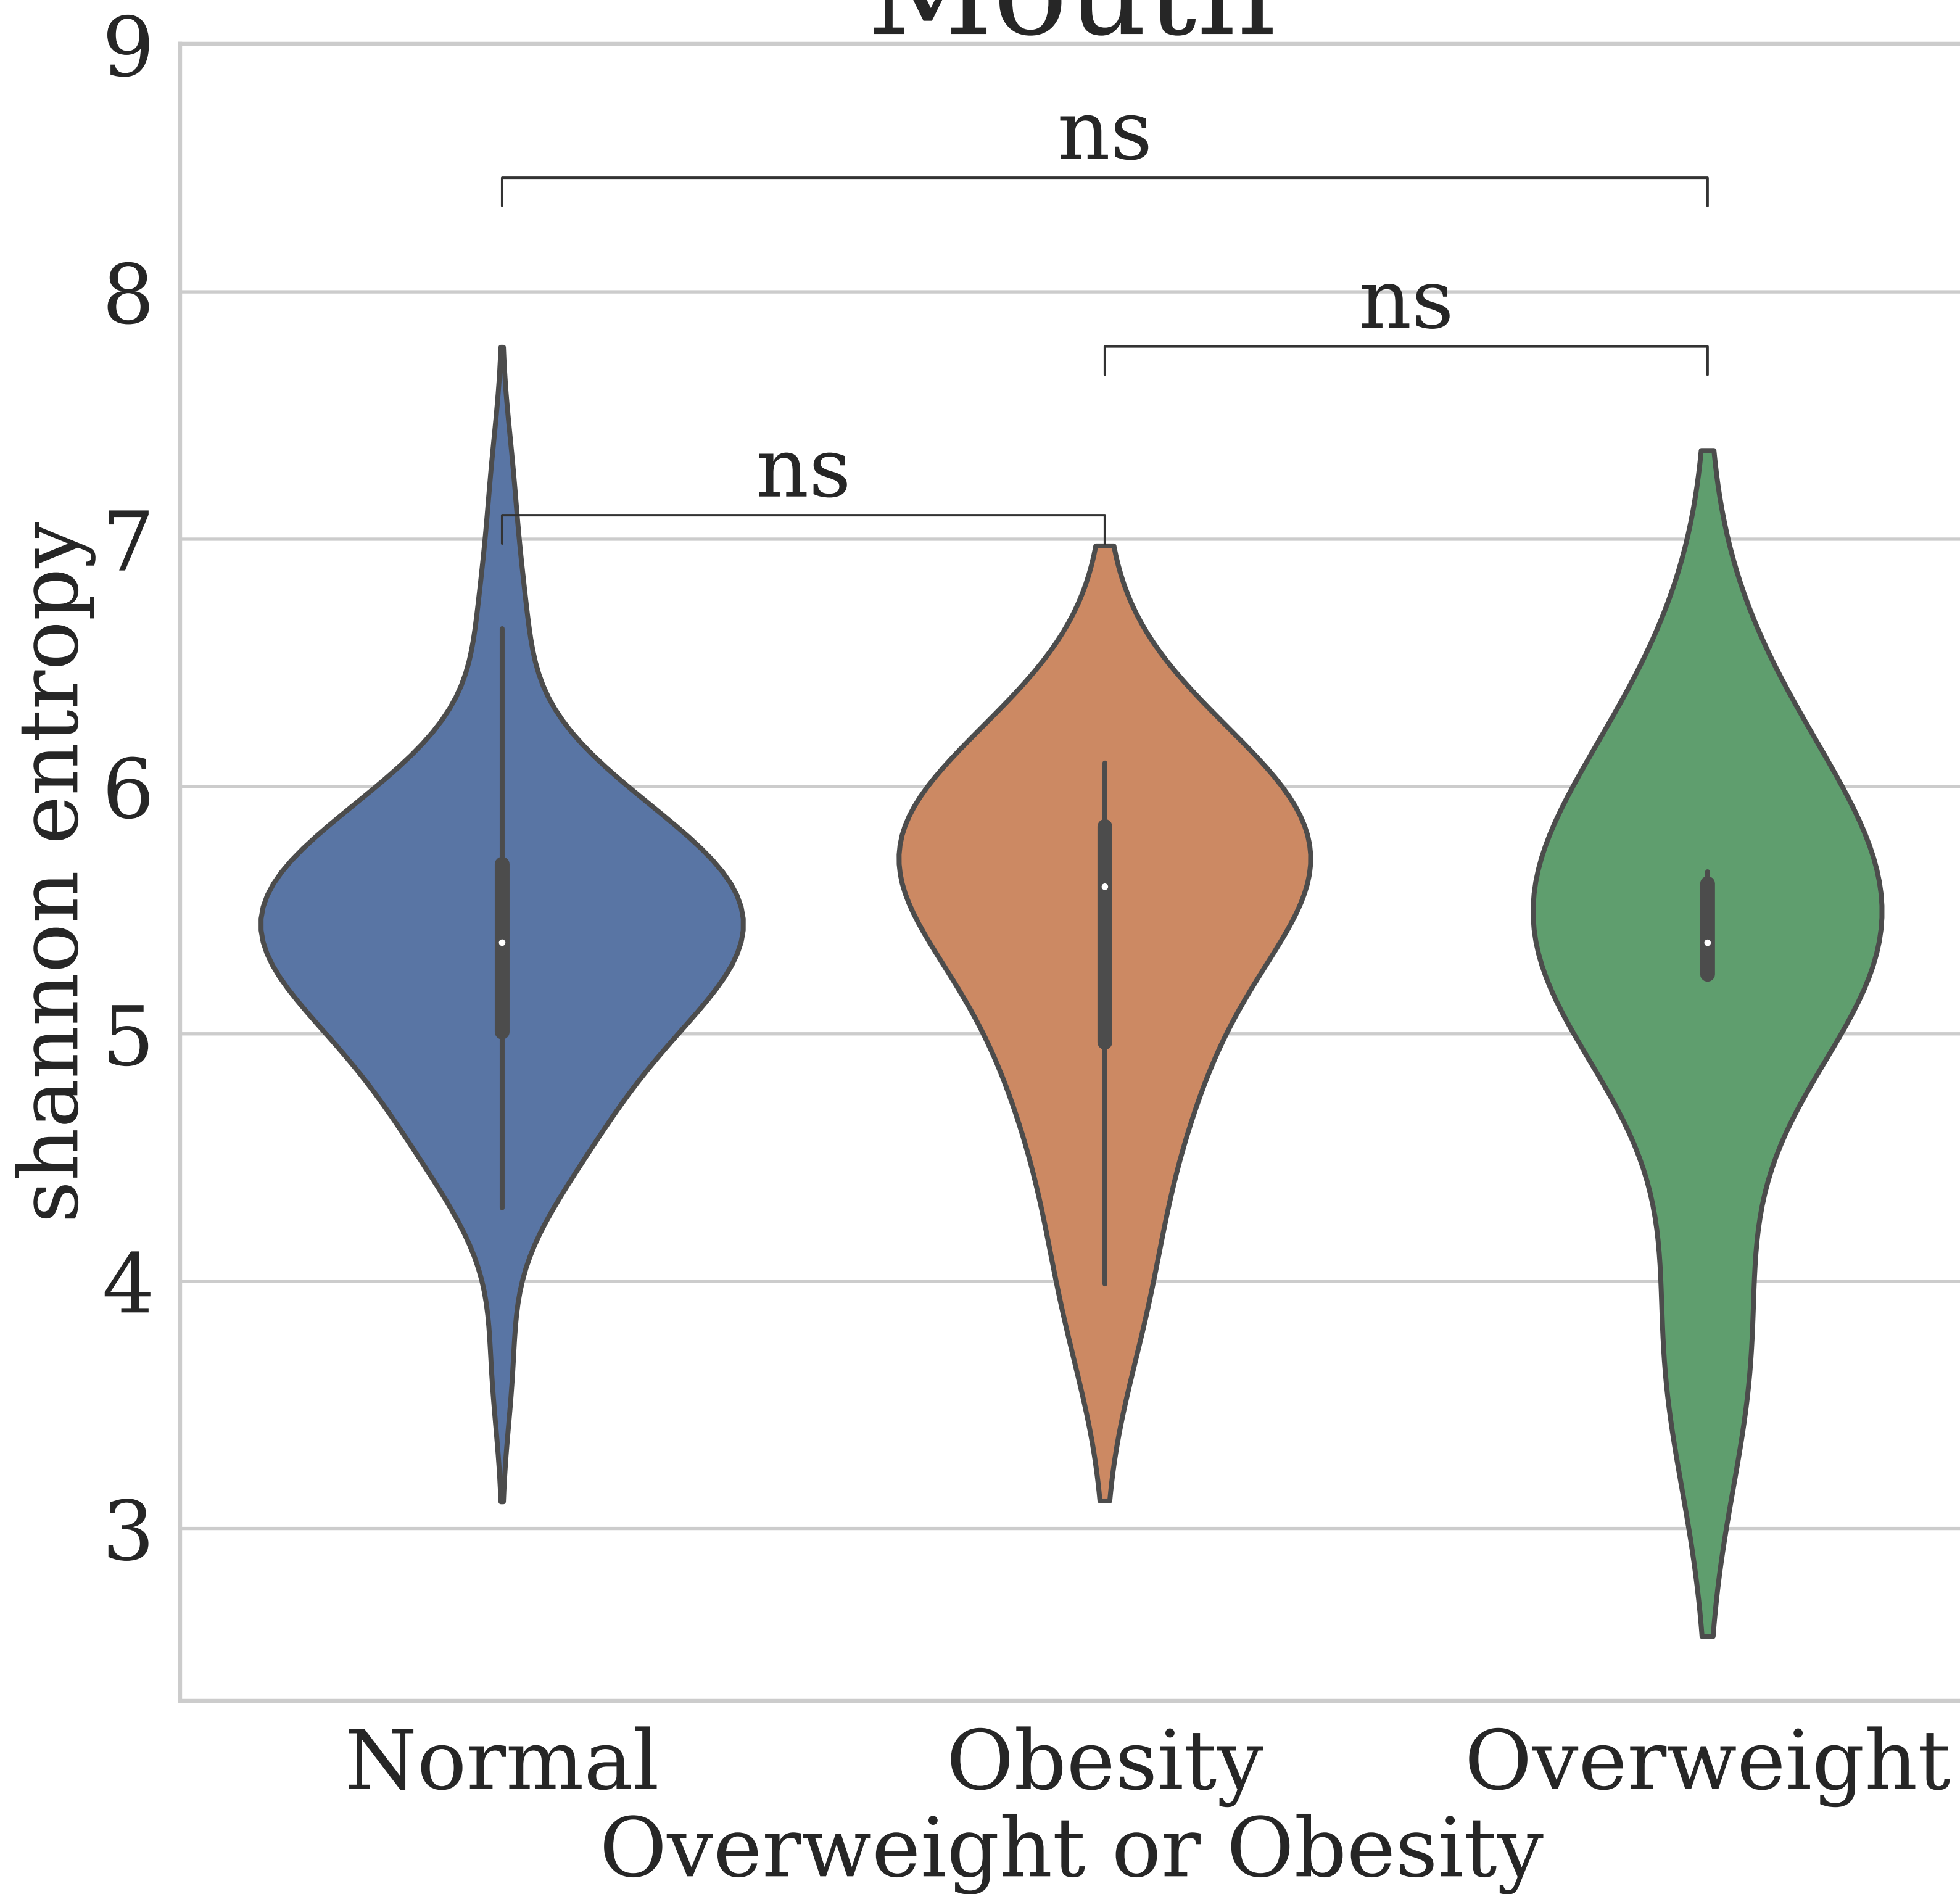 Mouth
9
ns
8
ns
ns
7
shannon entropy
6
5
4
3
Normal Obesity Overweight
Overweight or Obesity